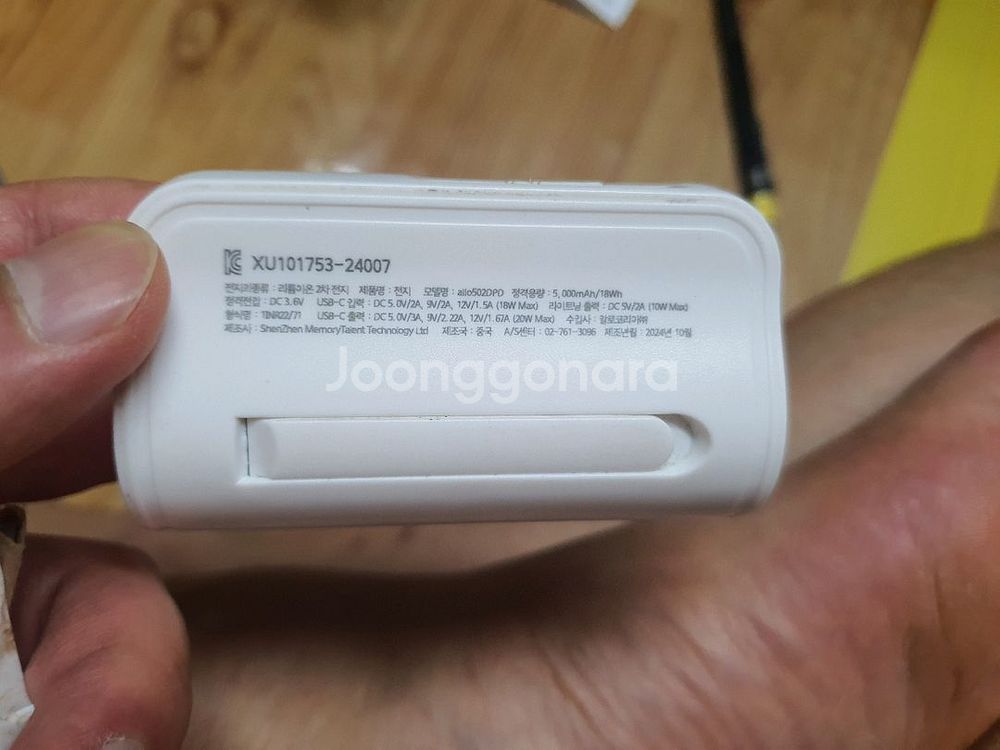 XU101753-24007
전지의종류 : 리튬이온 2차 전지 제품명 : 전지 모델명 : allo502DPD 정격용량 : 5,000mAh/18Wh
정격전압 : DC 3.6V USB-C 입력 : DC 5.0V/2A, 9V/2A, 12V/1.5A (18W Max) 라이트닝 출력 : DC 5V/2A (10W Max)
형식명 : 1INR22/71 USB-C 출력 : DC 5.0V/3A, 9V/2.22A, 12V/1.67A (20W Max) 수입사 : 알로코리아㈜
제조사 : ShenZhen MemoryTalent Technology Ltd 제조국 : 중국 A/S센터 : 02-761-3096 제조년월 : 2024년 10월
Joonggonara